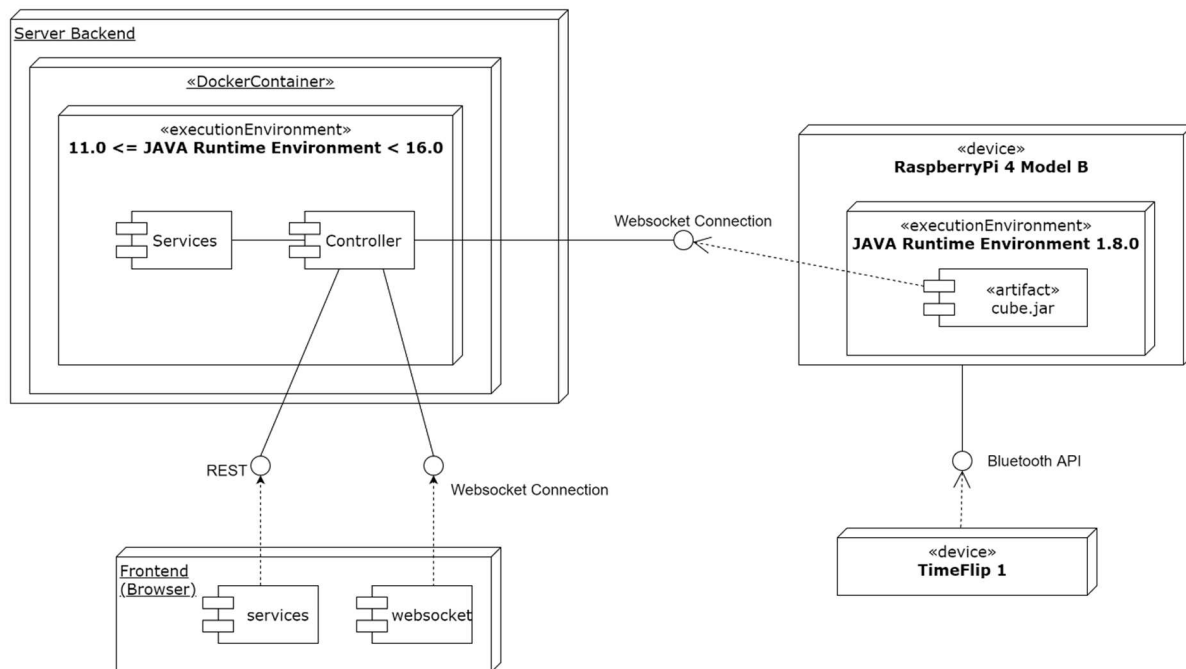 Server Backend
«DockerContainer»
«executionEnvironment»
11.0 <= JAVA Runtime Environment < 16.0
Services
Controller
Websocket Connection
«device»
RaspberryPi 4 Model B
«executionEnvironment»
JAVA Runtime Environment 1.8.0
«artifact»
cube.jar
REST
Websocket Connection
Bluetooth API
Frontend
(Browser)
services
websocket
«device»
TimeFlip 1